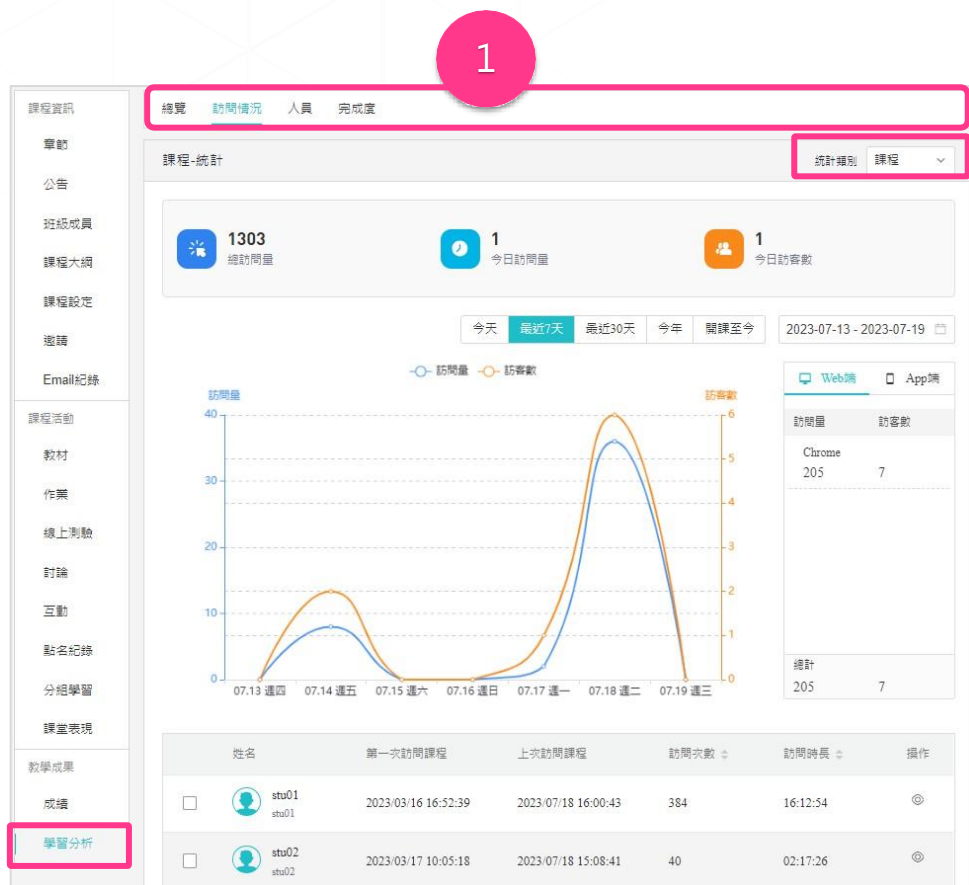 1
課程資訊
章節
公告
班級成員
課程大綱
課程設定
邀請
Email紀錄
課程活動
教材
作業
線上測驗
討論
互動
點名紀錄
分組學習
課堂表現
教學成果
成績
學習分析
總覽 訪問情況 人員 完成度
課程-統計 統計類別 課程
1303
總訪問量
1
今日訪問量
1
今日訪客數
今天 最近7天 最近30天 今年 開課至今 2023-07-13 - 2023-07-19
訪問量 訪客數
訪問量 訪客數
40
30
20
10
0
6
5
4
3
2
1
0
07.13 週四 07.14 週五 07.15 週六 07.16 週日 07.17 週一 07.18 週二 07.19 週三
Web端 App端
訪問量 訪客數
Chrome
205 7
總計
205 7
姓名 第一次訪問課程 上次訪問課程 訪問次數 訪問時長 操作
stu01
stu01
2023/03/16 16:52:39 2023/07/18 16:00:43 384 16:12:54
stu02
stu02
2023/03/17 10:05:18 2023/07/18 15:08:41 40 02:17:26